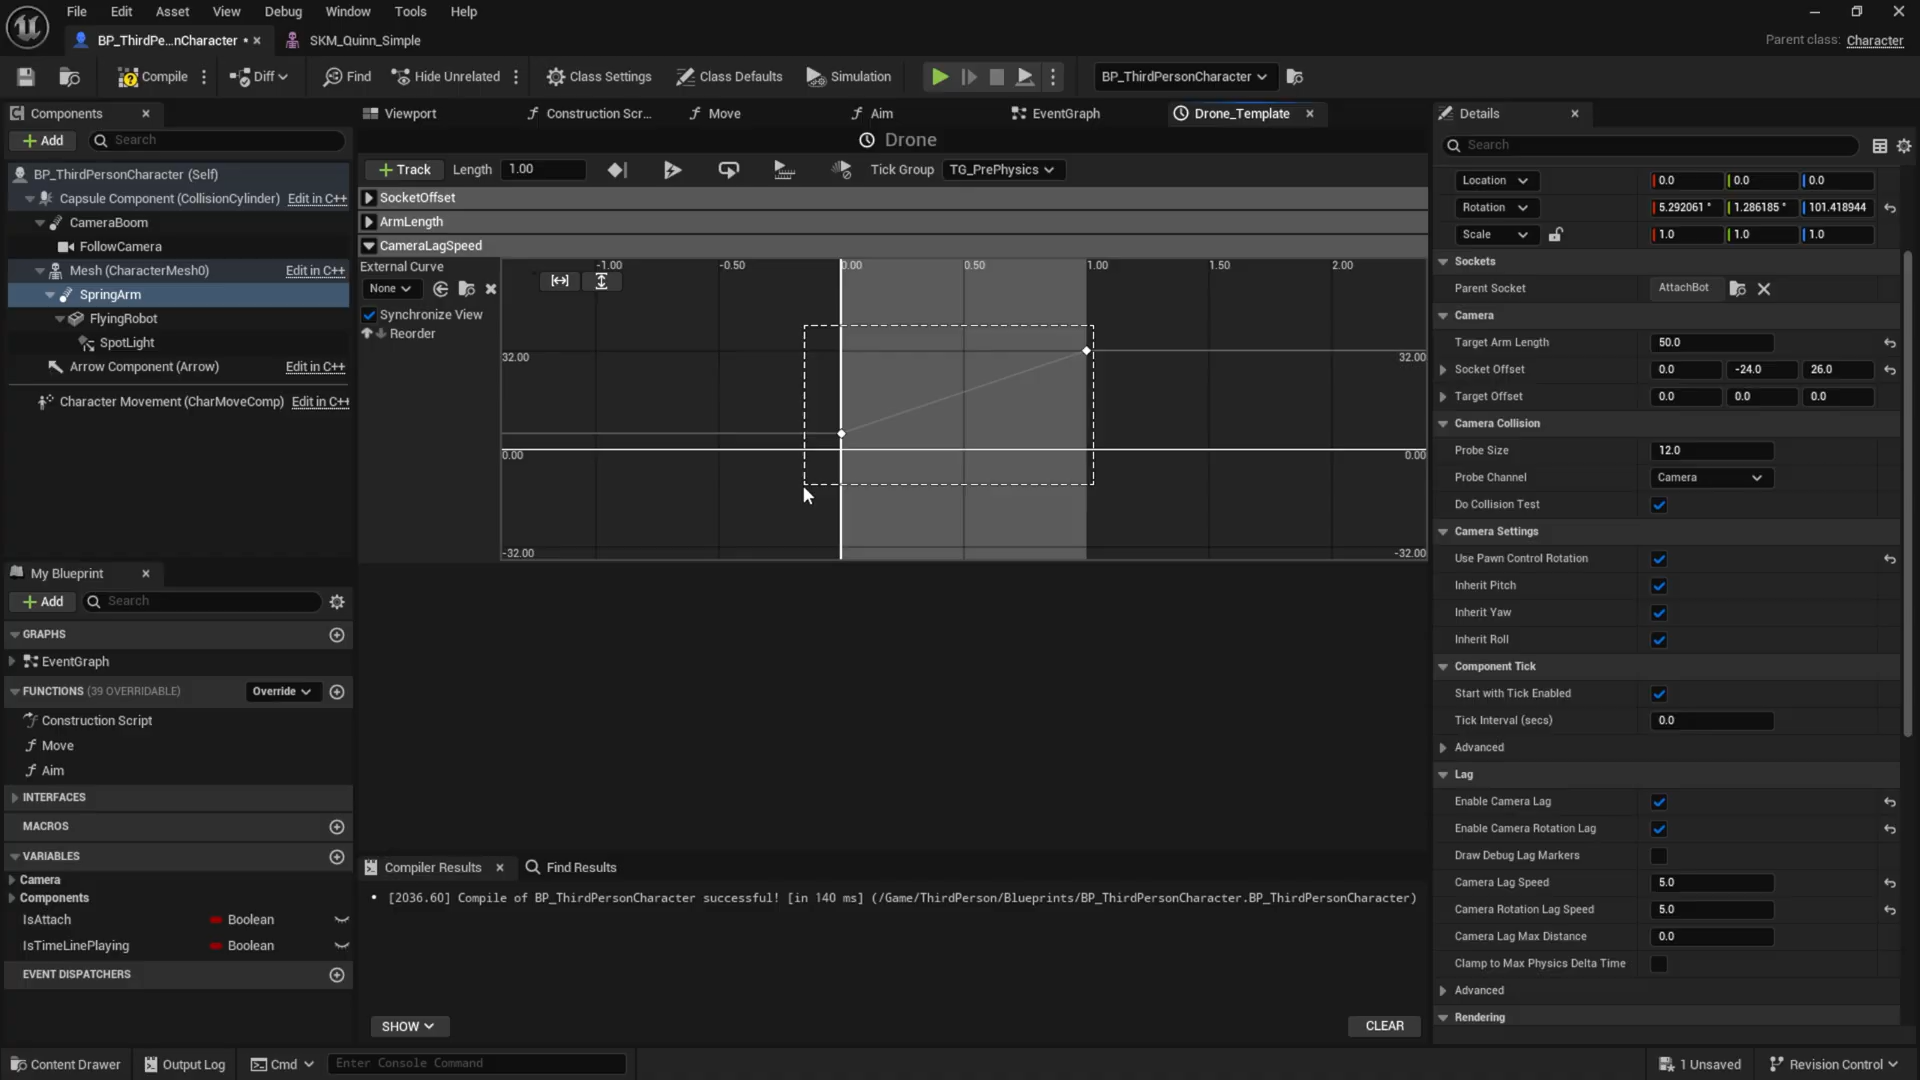 File Edit Asset View Debug Window Tools Help
BP_ThirdPe...nCharacter • SKM_Quinn_Simple Parent class: Character
Compile Diff Find Hide Unrelated Class Settings Class Defaults Simulation BP_ThirdPersonCharacter
Components
Add Search
BP_ThirdPersonCharacter (Self)
Capsule Component (CollisionCylinder) Edit in C++
CameraBoom
FollowCamera
Mesh (CharacterMesh0) Edit in C++
SpringArm
FlyingRobot
SpotLight
Arrow Component (Arrow) Edit in C++
Character Movement (CharMoveComp) Edit in C++
My Blueprint
Add Search
GRAPHS
EventGraph
FUNCTIONS (39 OVERRIDABLE) Override
Construction Script
Move
Aim
INTERFACES
MACROS
VARIABLES
Camera
Components
IsAttach Boolean
IsTimeLinePlaying Boolean
EVENT DISPATCHERS
Viewport Construction Scr... Move Aim EventGraph Drone_Template
Drone
Track Length 1.00 Tick Group TG_PrePhysics
SocketOffset
ArmLength
CameraLagSpeed
External Curve
None
Synchronize View
Reorder
-1.00 -0.50 0.00 0.50 1.00 1.50 2.00
32.00 32.00
0.00 0.00
-32.00 -32.00
Compiler Results Find Results
• [2036.60] Compile of BP_ThirdPersonCharacter successful! [in 140 ms] (/Game/ThirdPerson/Blueprints/BP_ThirdPersonCharacter.BP_ThirdPersonCharacter)
SHOW CLEAR
Details
Search
Location 0.0 0.0 0.0
Rotation 5.292061 ° 1.286185 ° 101.418944
Scale 1.0 1.0 1.0
Sockets
Parent Socket AttachBot
Camera
Target Arm Length 50.0
Socket Offset 0.0 -24.0 26.0
Target Offset 0.0 0.0 0.0
Camera Collision
Probe Size 12.0
Probe Channel Camera
Do Collision Test
Camera Settings
Use Pawn Control Rotation
Inherit Pitch
Inherit Yaw
Inherit Roll
Component Tick
Start with Tick Enabled
Tick Interval (secs) 0.0
Advanced
Lag
Enable Camera Lag
Enable Camera Rotation Lag
Draw Debug Lag Markers
Camera Lag Speed 5.0
Camera Rotation Lag Speed 5.0
Camera Lag Max Distance 0.0
Clamp to Max Physics Delta Time
Advanced
Rendering
Content Drawer Output Log Cmd Enter Console Command 1 Unsaved Revision Control